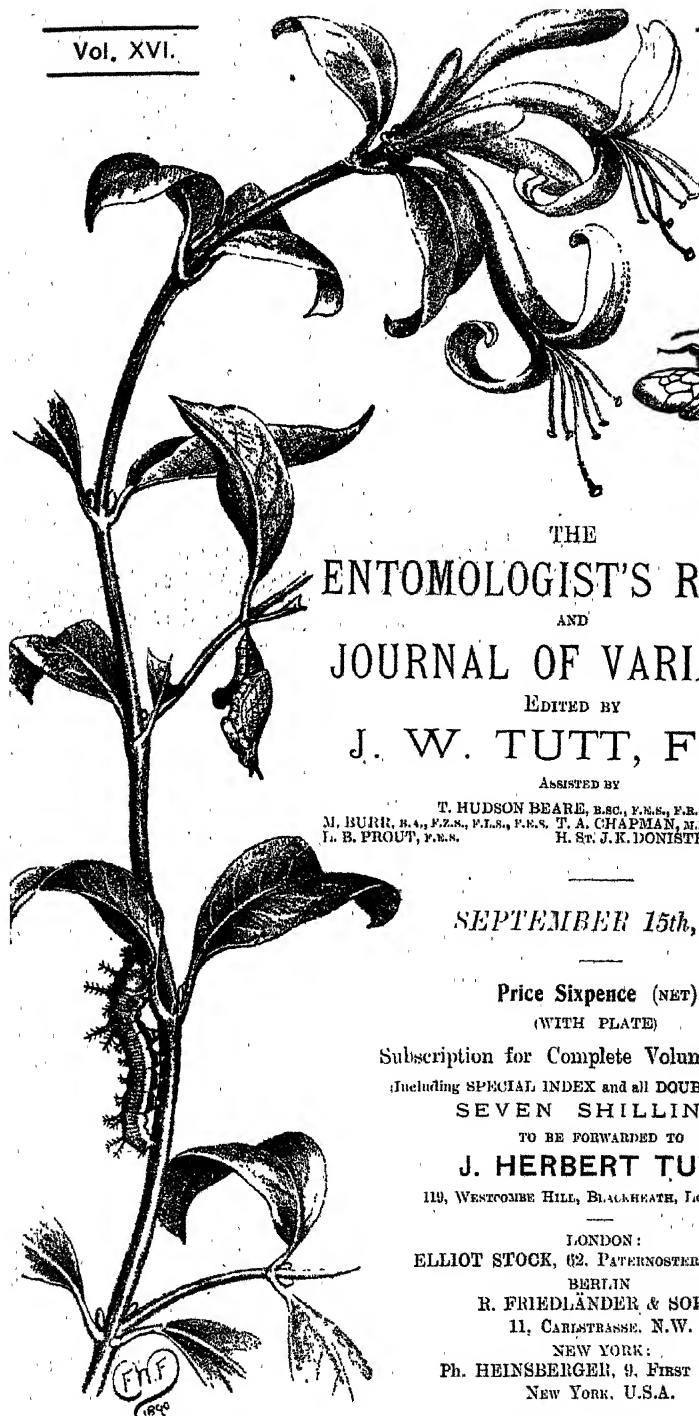 Vol. XVI.
THE
ENTOMOLOGIST'S R
AND
JOURNAL OF VARI
EDITED BY
J. W. TUTT, F
ASSISTED BY
T. HUDSON BEARE, B.SC., F.E.S., F.R.
M. BURR, B.A., F.Z.S., F.L.S., F.E.S. T. A. CHAPMAN, M.
L. B. PROUT, F.E.S. H. ST. J. K. DONISTH
SEPTEMBER 15th,
Price Sixpence (NET)
(WITH PLATE)
Subscription for Complete Volum
(Including SPECIAL INDEX and all DOUB
SEVEN SHILLIN
TO BE FORWARDED TO
J. HERBERT TU
119, WESTCOMBE HILL, BLACKHEATH, Lo
LONDON:
ELLIOT STOCK, 62, PATERNOSTER
BERLIN
R. FRIEDLÄNDER & SO
11, CARLSTRASSE, N.W.
NEW YORK:
Ph. HEINSBERGER, 9, FIRST
NEW YORK, U.S.A.
FNF
1890